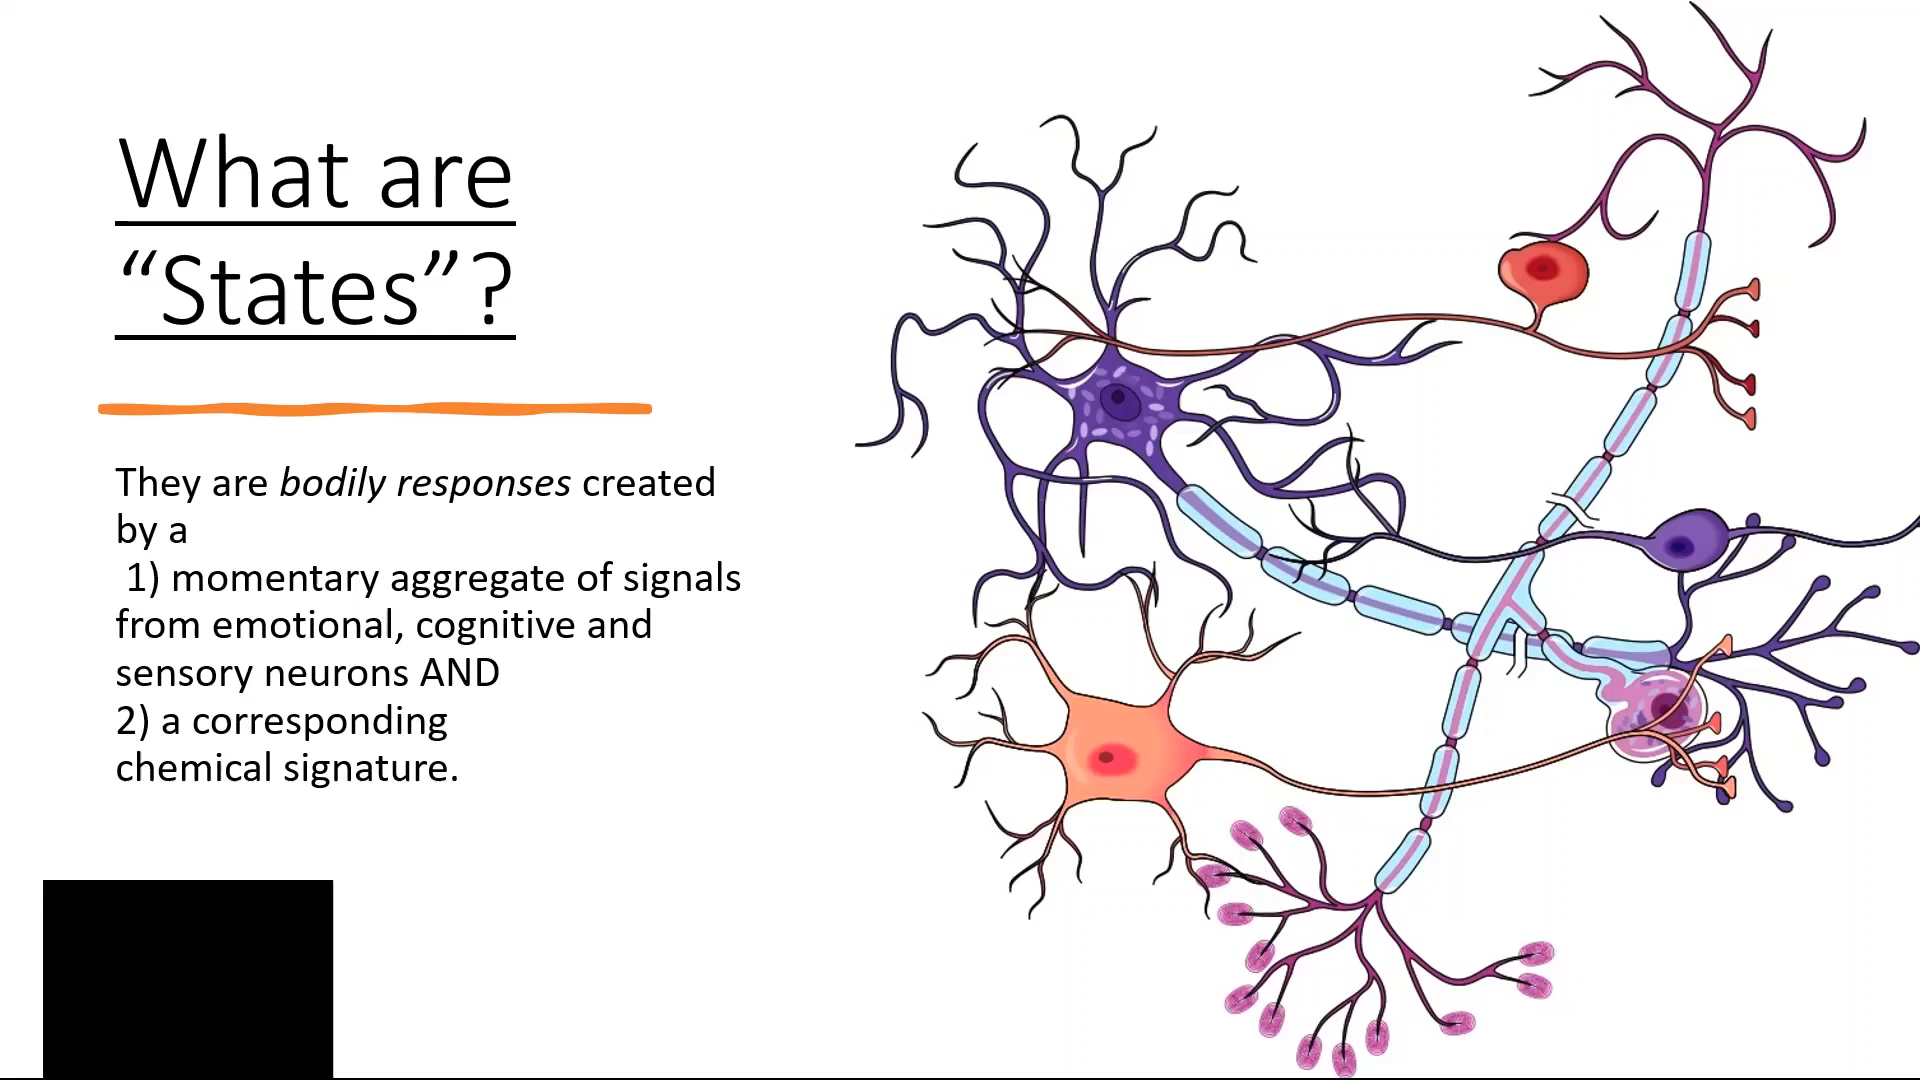 What are
“States”?
They are bodily responses created
by a
1) momentary aggregate of signals
from emotional, cognitive and
sensory neurons AND
2) a corresponding
chemical signature.